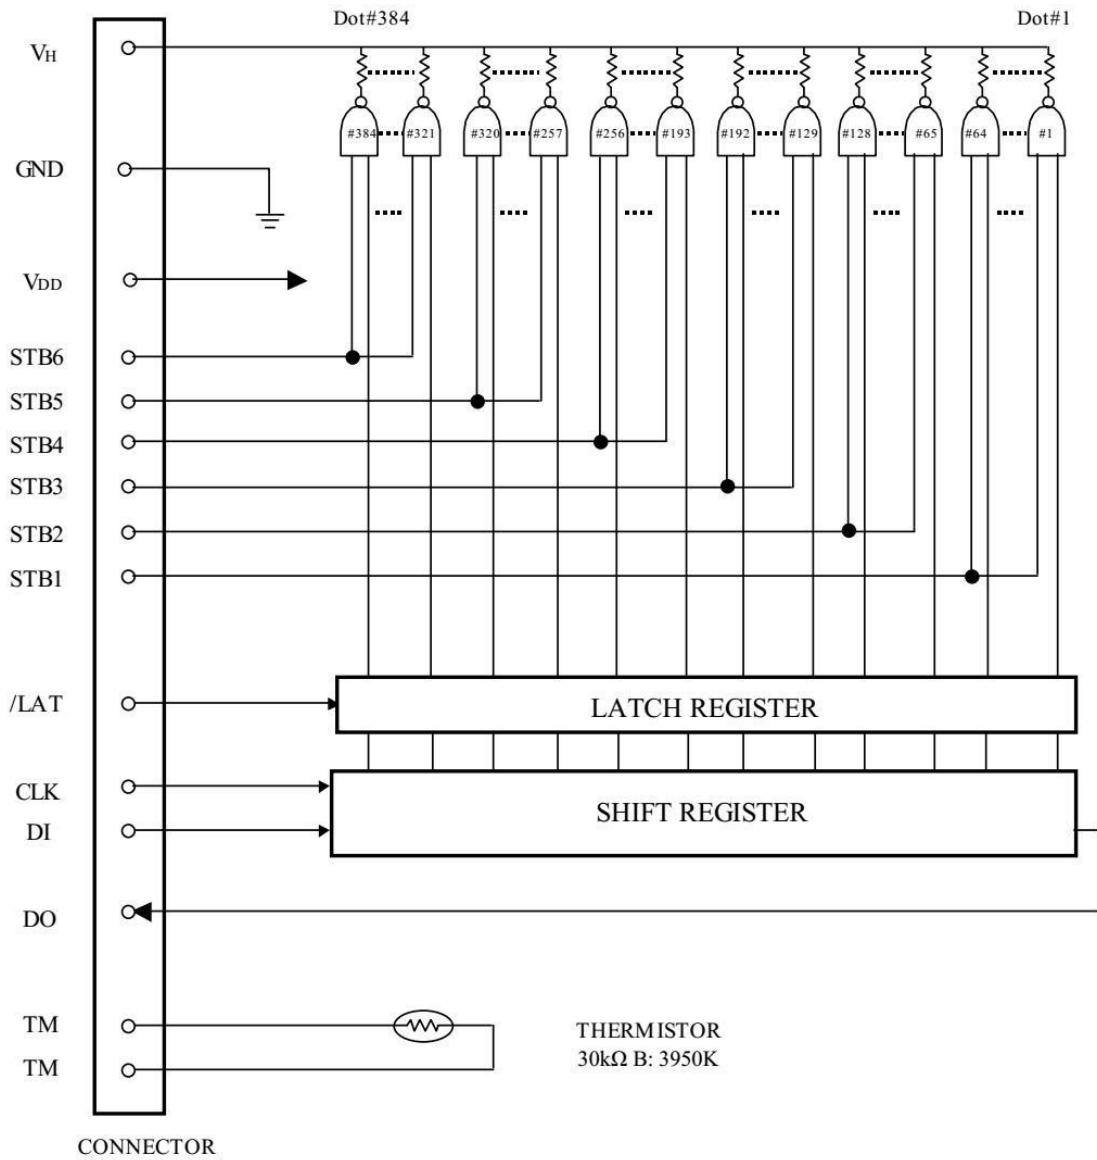 Dot#384 Dot#1
VH
#384 #321 #320 #257 #256 #193 #192 #129 #128 #65 #64 #1
GND
VDD
STB6
STB5
STB4
STB3
STB2
STB1
/LAT
LATCH REGISTER
CLK
SHIFT REGISTER
DI
DO
TM
THERMISTOR
30kΩ B: 3950K
TM
CONNECTOR